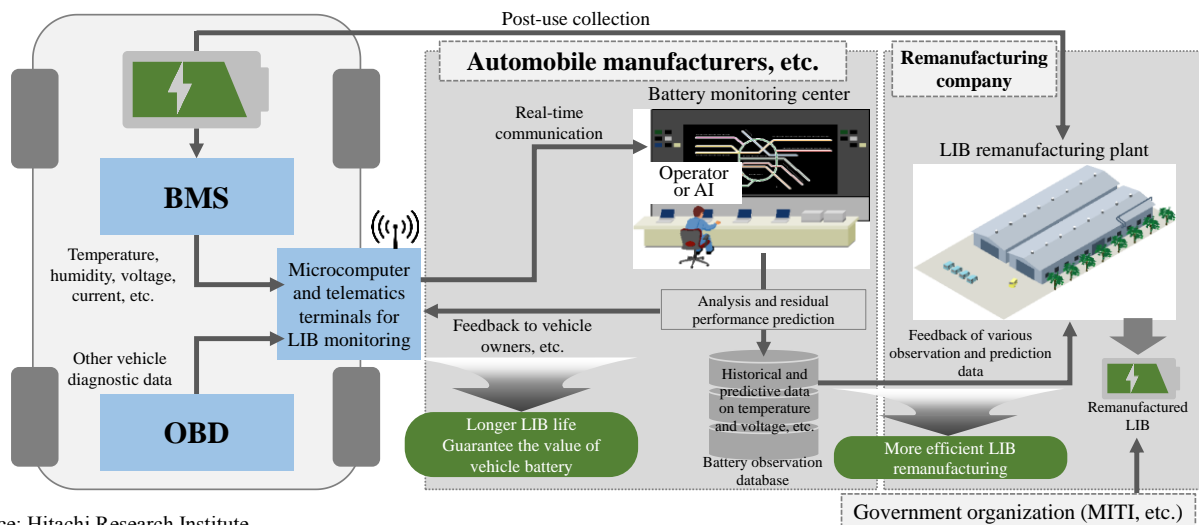 Post-use collection
Automobile manufacturers, etc.
Remanufacturing
company
Battery monitoring center
Real-time
communication
LIB remanufacturing plant
Operator
or AI
BMS
Temperature,
humidity, voltage,
current, etc.
Microcomputer
and telematics
terminals for
LIB monitoring
Analysis and residual
performance prediction
Feedback to vehicle
owners, etc.
Feedback of various
observation and prediction
data
Other vehicle
diagnostic data
Historical and
predictive data
on temperature
and voltage, etc.
OBD
Longer LIB life
Guarantee the value of
vehicle battery
Remanufactured
LIB
More efficient LIB
remanufacturing
Battery observation
database
Government organization (MITI, etc.)
Hitachi Research Institute